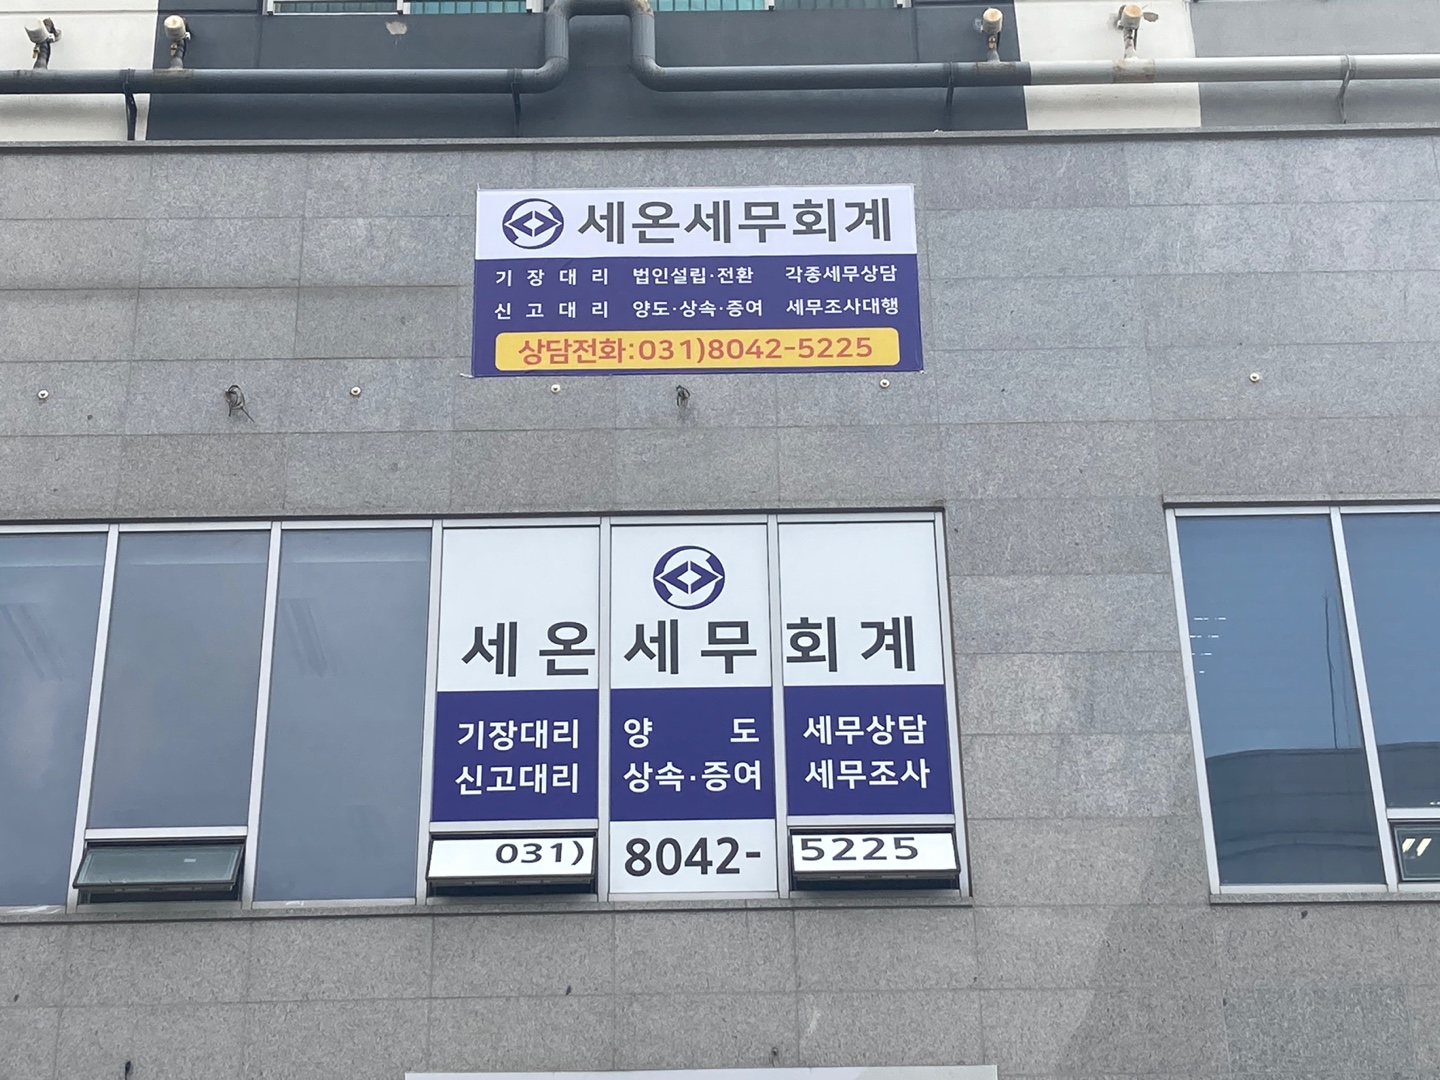 세온세무회계
기장대리 법인설립·전환 각종세무상담
신고대리 양도·상속·증여 세무조사대행
상담전화:031)8042-5225
세온세무회계
기장대리 양도 세무상담
신고대리 상속·증여 세무조사
031) 8042- 5225